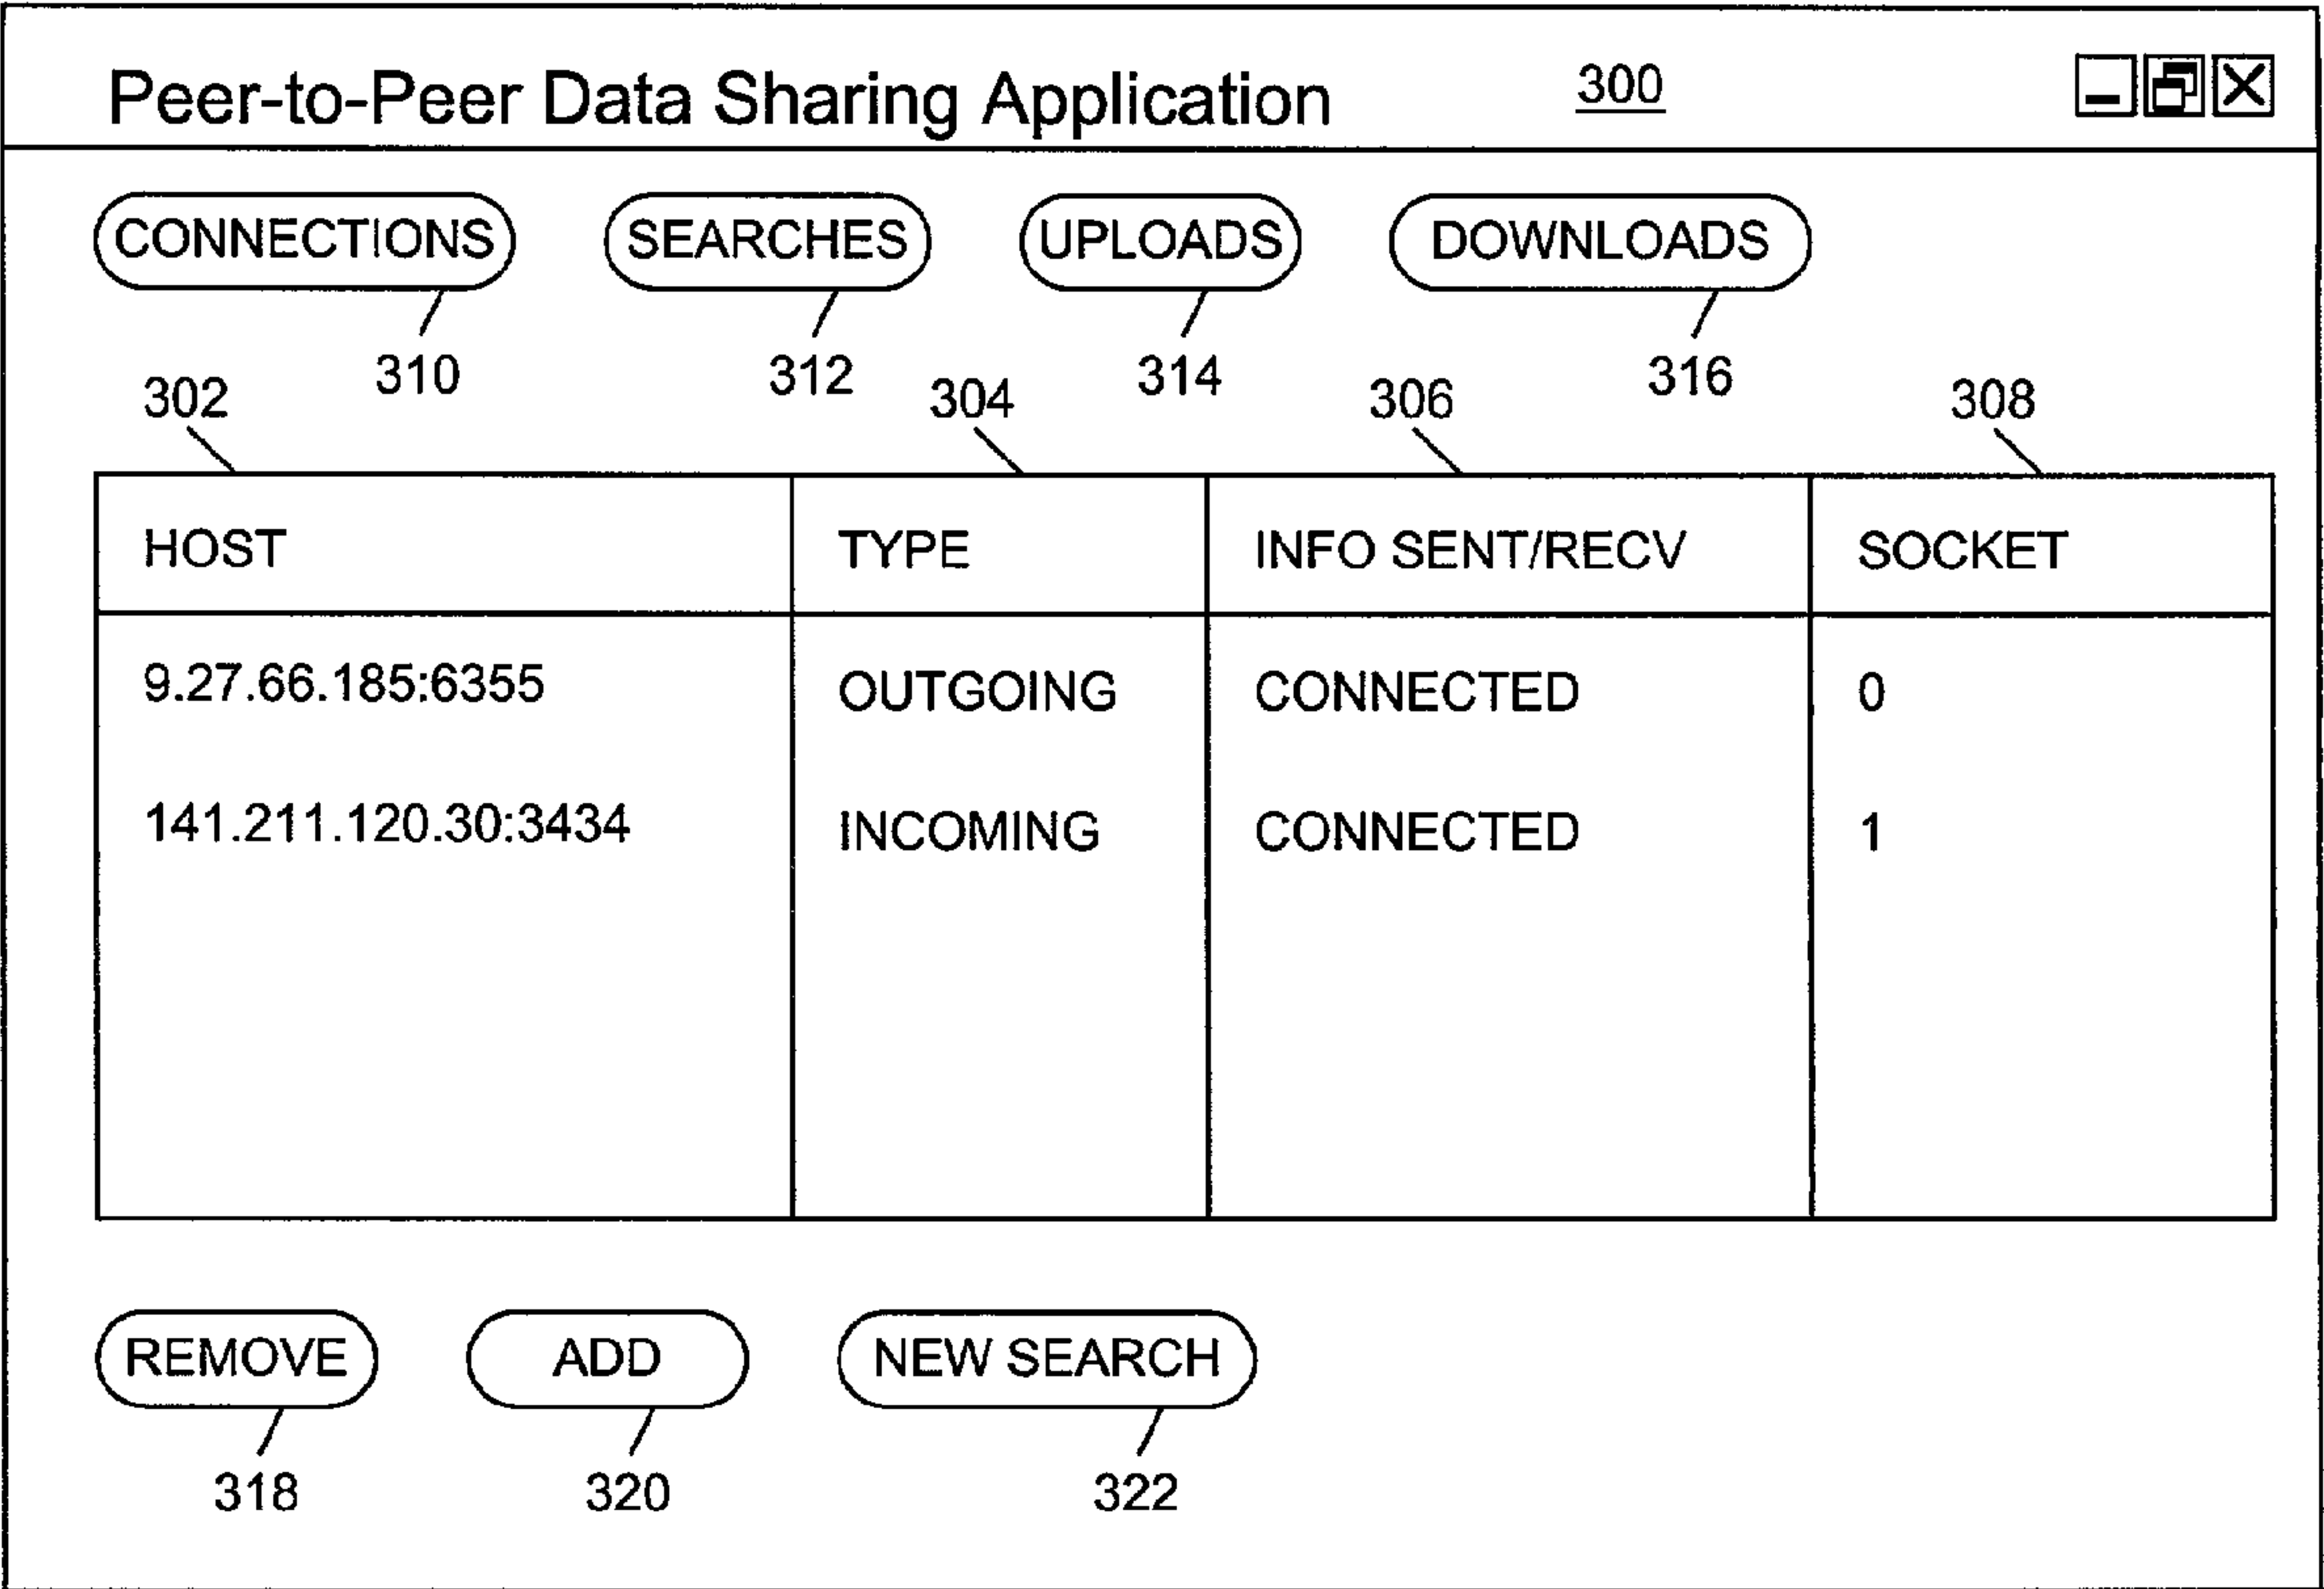 Peer-to-Peer Data Sharing Application 300
CONNECTIONS SEARCHES UPLOADS DOWNLOADS
310 312 314 316
302 304 306 308
HOST TYPE INFO SENT/RECV SOCKET
9.27.66.185:6355 OUTGOING CONNECTED 0
141.211.120.30:3434 INCOMING CONNECTED 1
REMOVE ADD NEW SEARCH
318 320 322